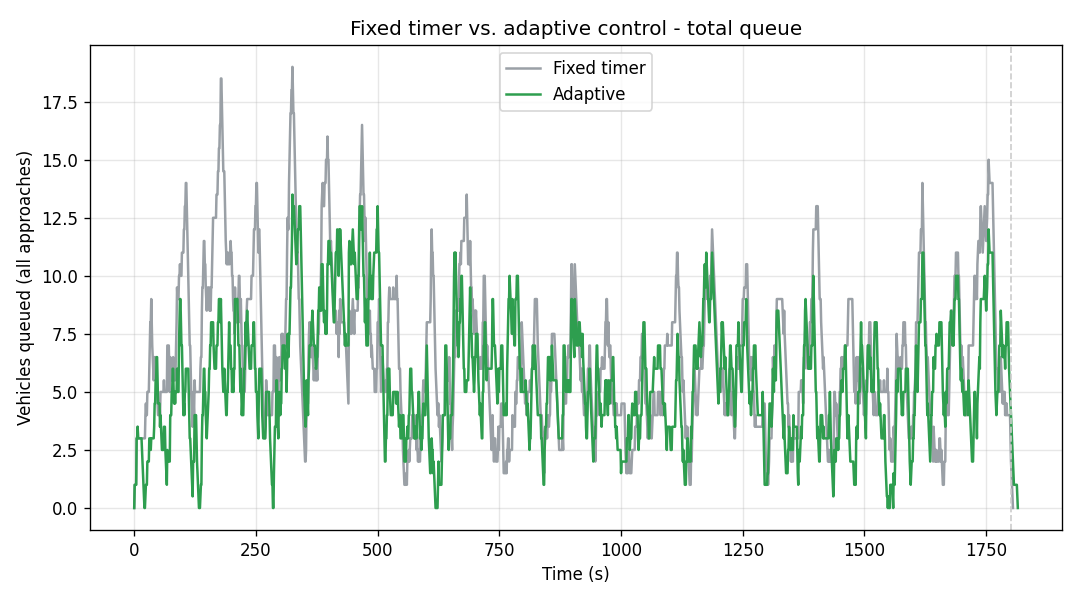 Fixed timer vs. adaptive control - total queue
Fixed timer
Adaptive
Vehicles queued (all approaches)
17.5
15.0
12.5
10.0
7.5
5.0
2.5
0.0
0 250 500 750 1000 1250 1500 1750
Time (s)